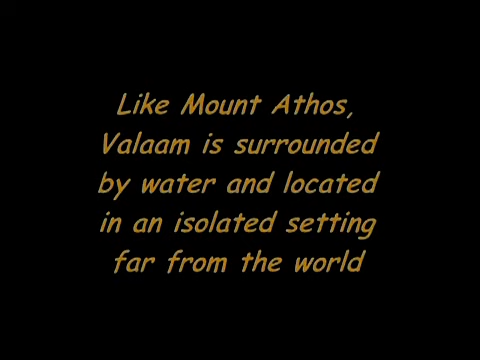 Like Mount Athos,
Valaam is surrounded
by water and located
in an isolated setting
far from the world